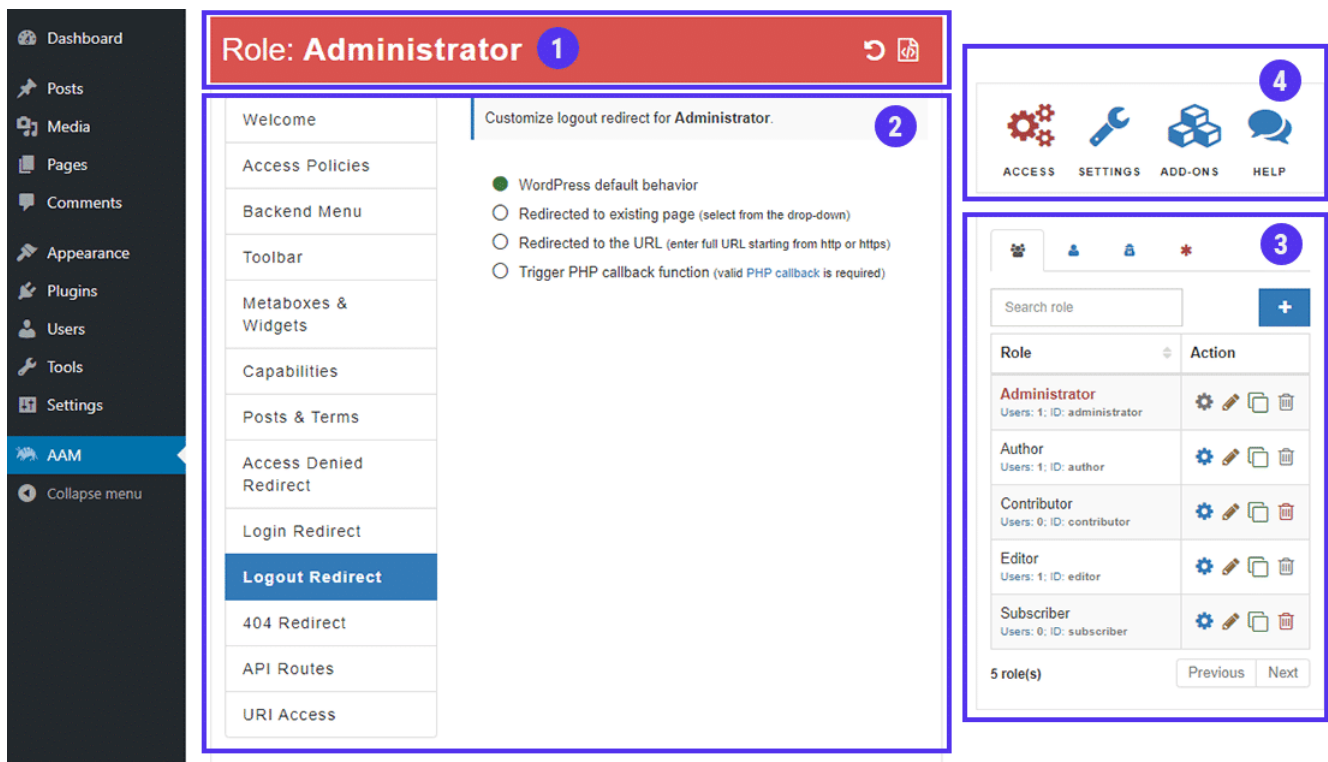 Dashboard
Posts
Media
Pages
Comments
Appearance
Plugins
Users
Tools
Settings
AAM
Collapse menu
Role: Administrator 1
Welcome
Access Policies
Backend Menu
Toolbar
Metaboxes &
Widgets
Capabilities
Posts & Terms
Access Denied
Redirect
Login Redirect
Logout Redirect
404 Redirect
API Routes
URI Access
Customize logout redirect for Administrator.
2
WordPress default behavior
Redirected to existing page (select from the drop-down)
Redirected to the URL (enter full URL starting from http or https)
Trigger PHP callback function (valid PHP callback is required)
4
ACCESS SETTINGS ADD-ONS HELP
3
Search role +
Role Action
Administrator
Users: 1; ID: administrator
Author
Users: 1; ID: author
Contributor
Users: 0; ID: contributor
Editor
Users: 1; ID: editor
Subscriber
Users: 0; ID: subscriber
5 role(s) Previous Next